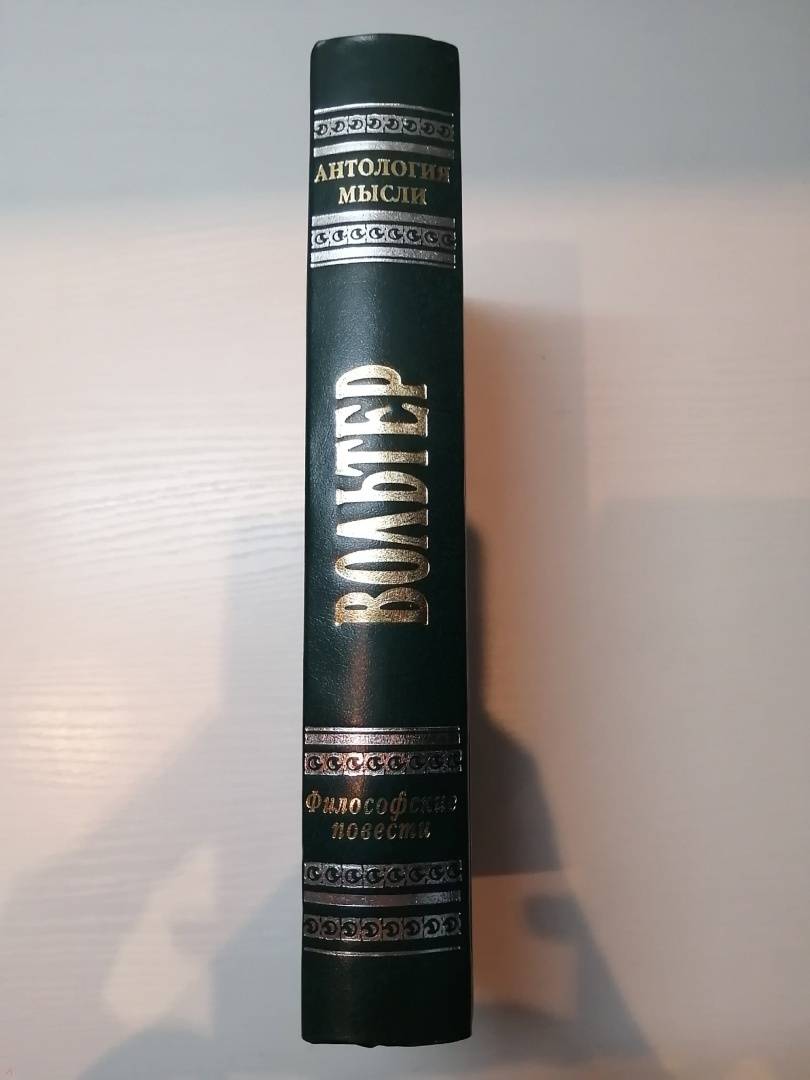 АНТОЛОГИЯ
МЫСЛИ
ВОЛЬТЕР
Философские
повести